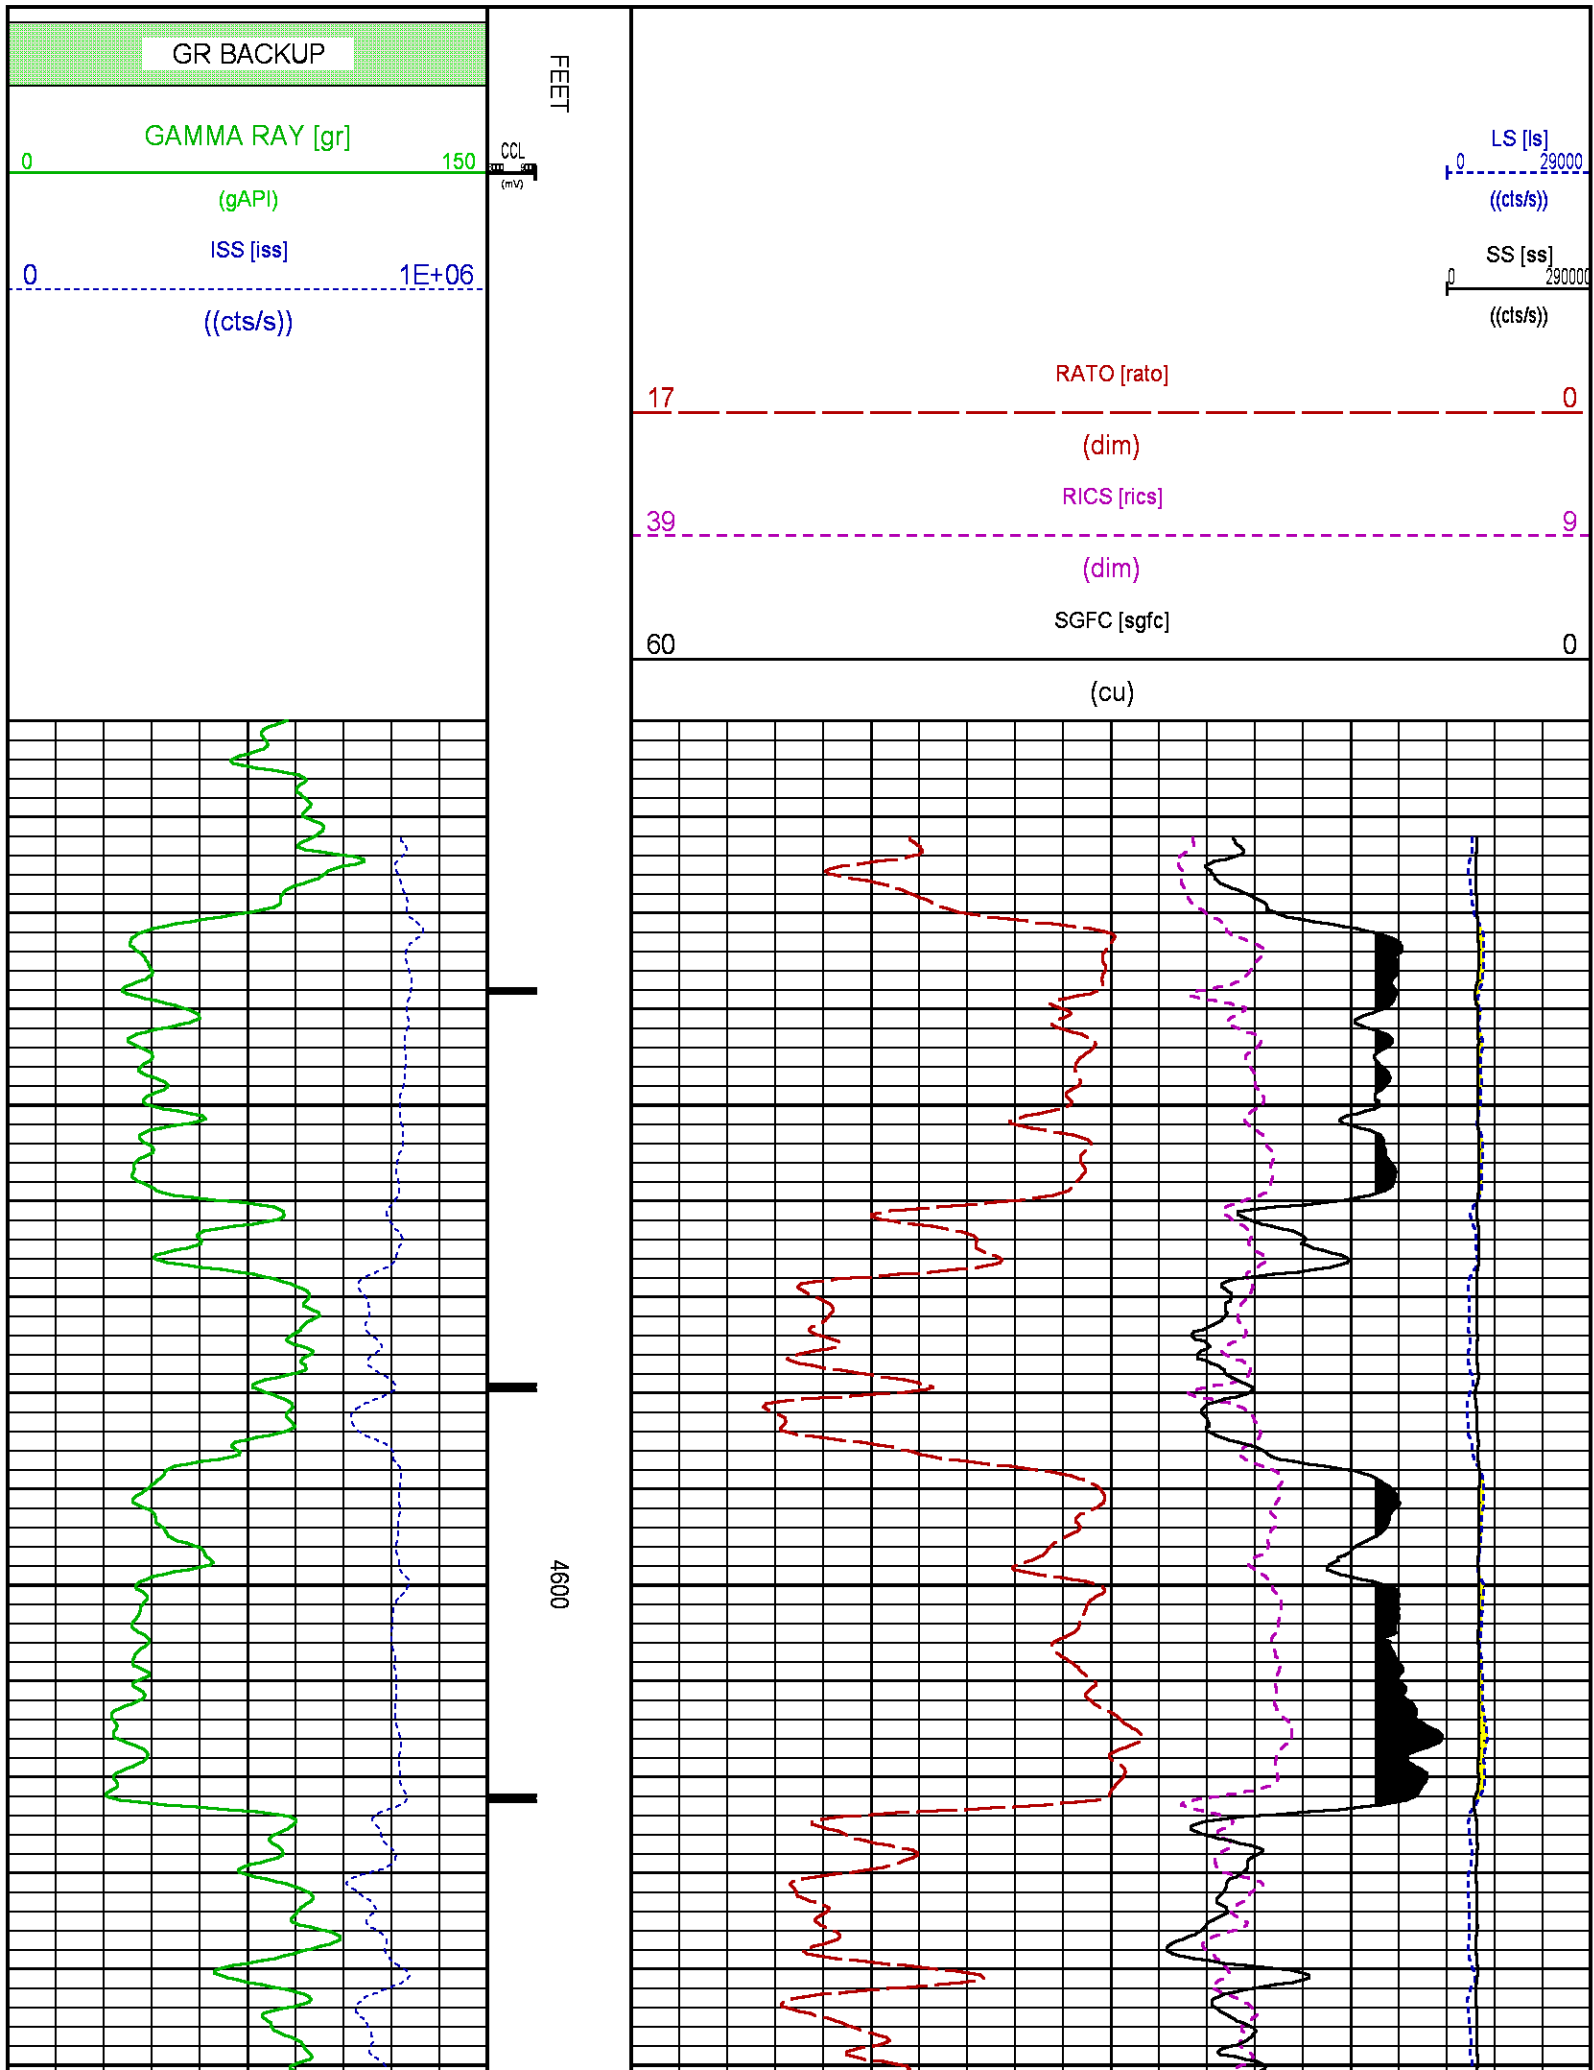 GR BACKUP
GAMMA RAY [gr]
0 150
(gAPI)
ISS [iss]
0 1E+06
((cts/s))
FEET
CCL
(mV)
LS [ls]
0 29000
((cts/s))
SS [ss]
0 290000
((cts/s))
RATO [rato]
17 0
(dim)
RICS [rics]
39 9
(dim)
SGFC [sgfc]
60 0
(cu)
4600